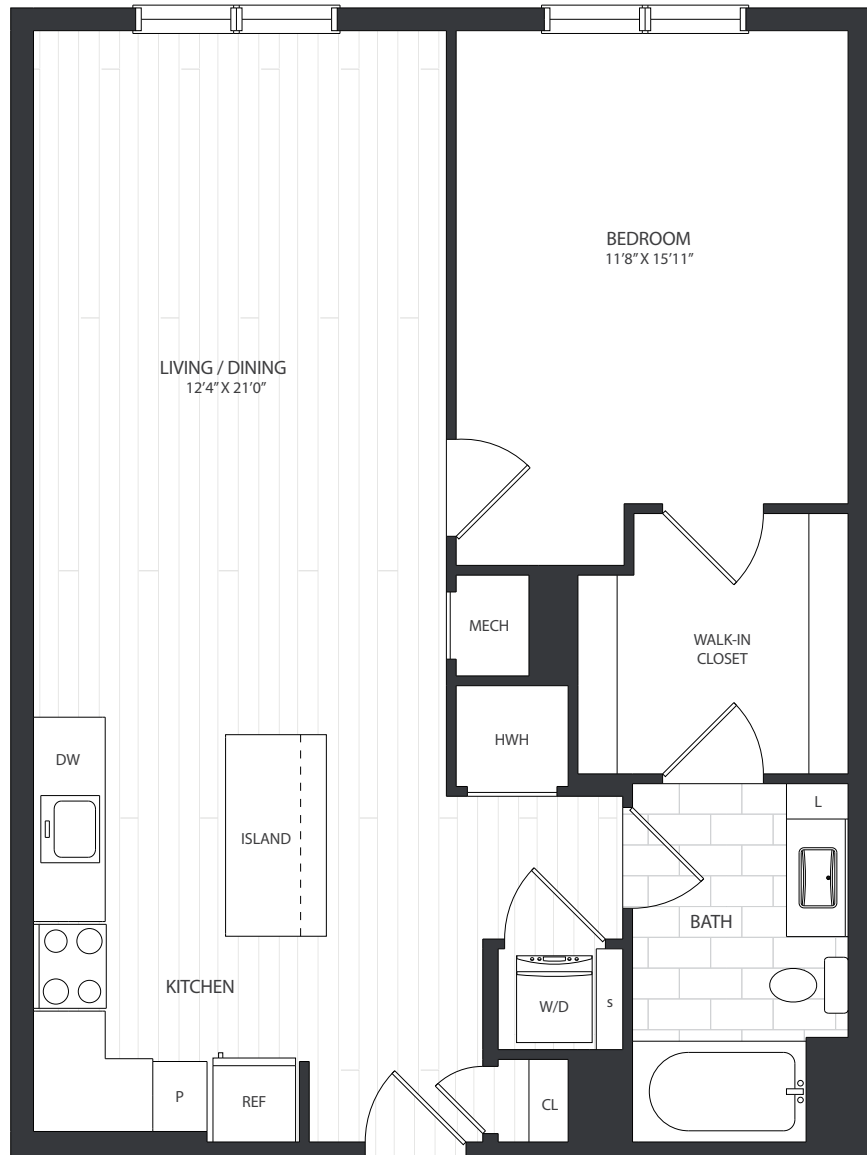 BEDROOM
11'8" X 15'11"
LIVING / DINING
12'4" X 21'0"
MECH
WALK-IN
CLOSET
HWH
DW
L
ISLAND
BATH
KITCHEN
W/D
s
P
REF
CL